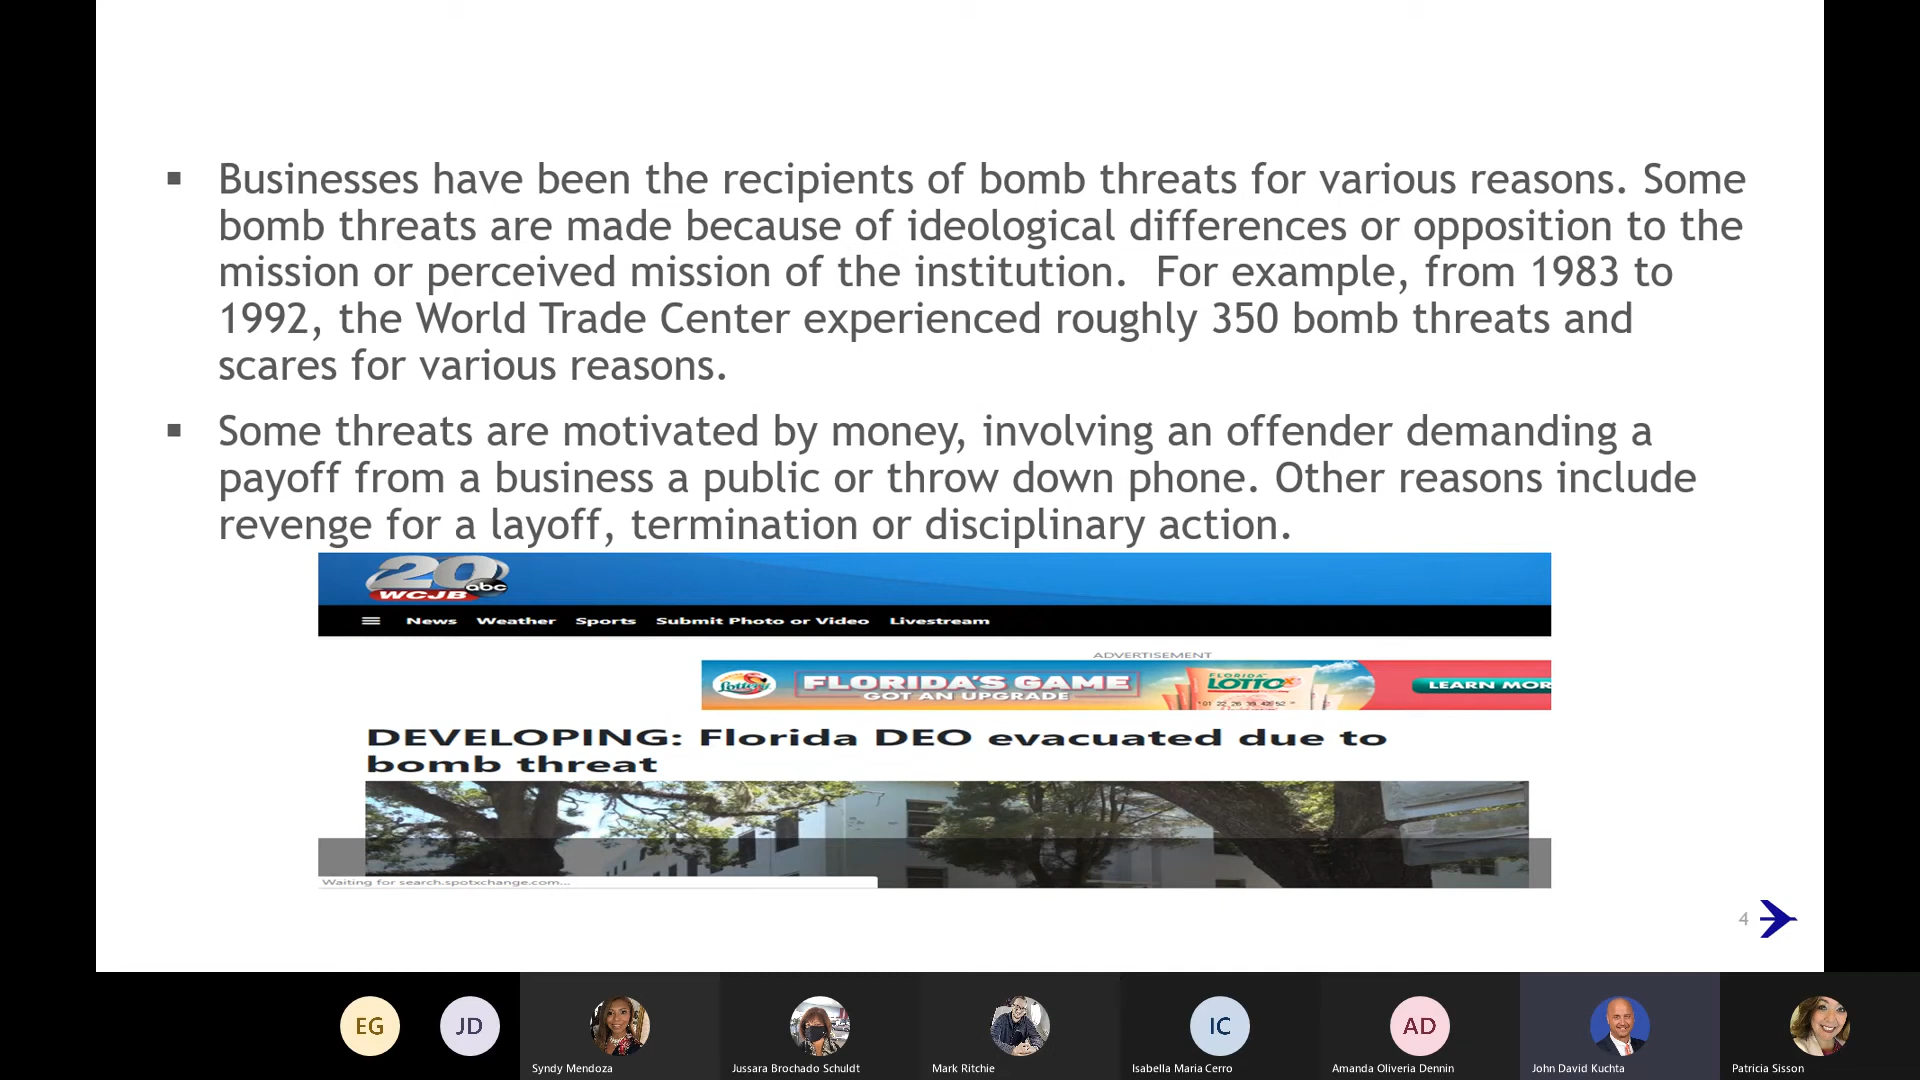 ▪ Businesses have been the recipients of bomb threats for various reasons. Some
bomb threats are made because of ideological differences or opposition to the
mission or perceived mission of the institution.  For example, from 1983 to
1992, the World Trade Center experienced roughly 350 bomb threats and
scares for various reasons.
▪ Some threats are motivated by money, involving an offender demanding a
payoff from a business a public or throw down phone. Other reasons include
revenge for a layoff, termination or disciplinary action.
20 abc
WCJB
News Weather Sports Submit Photo or Video Livestream
ADVERTISEMENT
Lottery FLORIDA'S GAME
GOT AN UPGRADE
FLORIDA
LOTTO
LEARN MOR
DEVELOPING: Florida DEO evacuated due to
bomb threat
Waiting for search.spotxchange.com...
4
EG JD IC AD
Syndy Mendoza Jussara Brochado Schuldt Mark Ritchie Isabella Maria Cerro Amanda Oliveria Dennin John David Kuchta Patricia Sisson